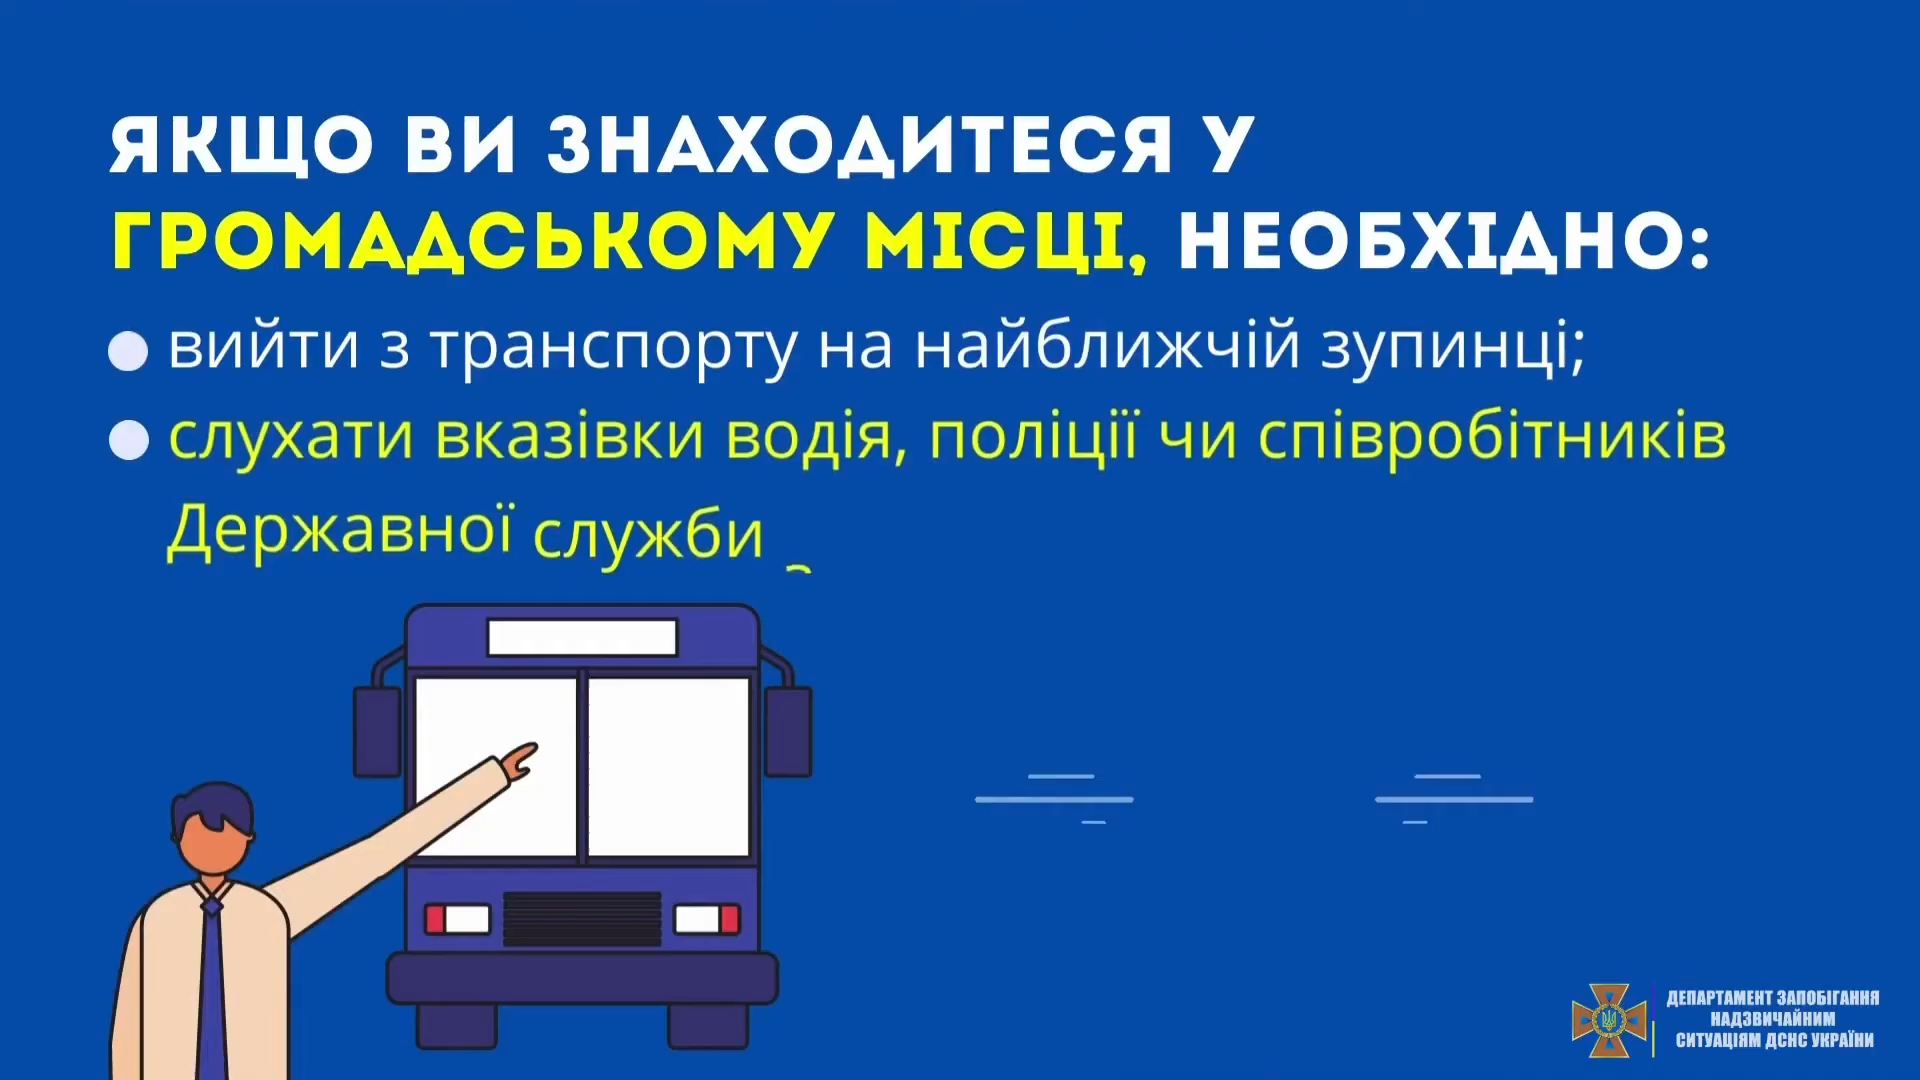 ЯКЩО ВИ ЗНАХОДИТЕСЯ У
ГРОМАДСЬКОМУ МІСЦІ, НЕОБХІДНО:
вийти з транспорту на найближчій зупинці;
слухати вказівки водія, поліції чи співробітників
Державної служби
ДЕПАРТАМЕНТ ЗАПОБІГАННЯ
НАДЗВИЧАЙНИМ
СИТУАЦІЯМ ДСНС УКРАЇНИ